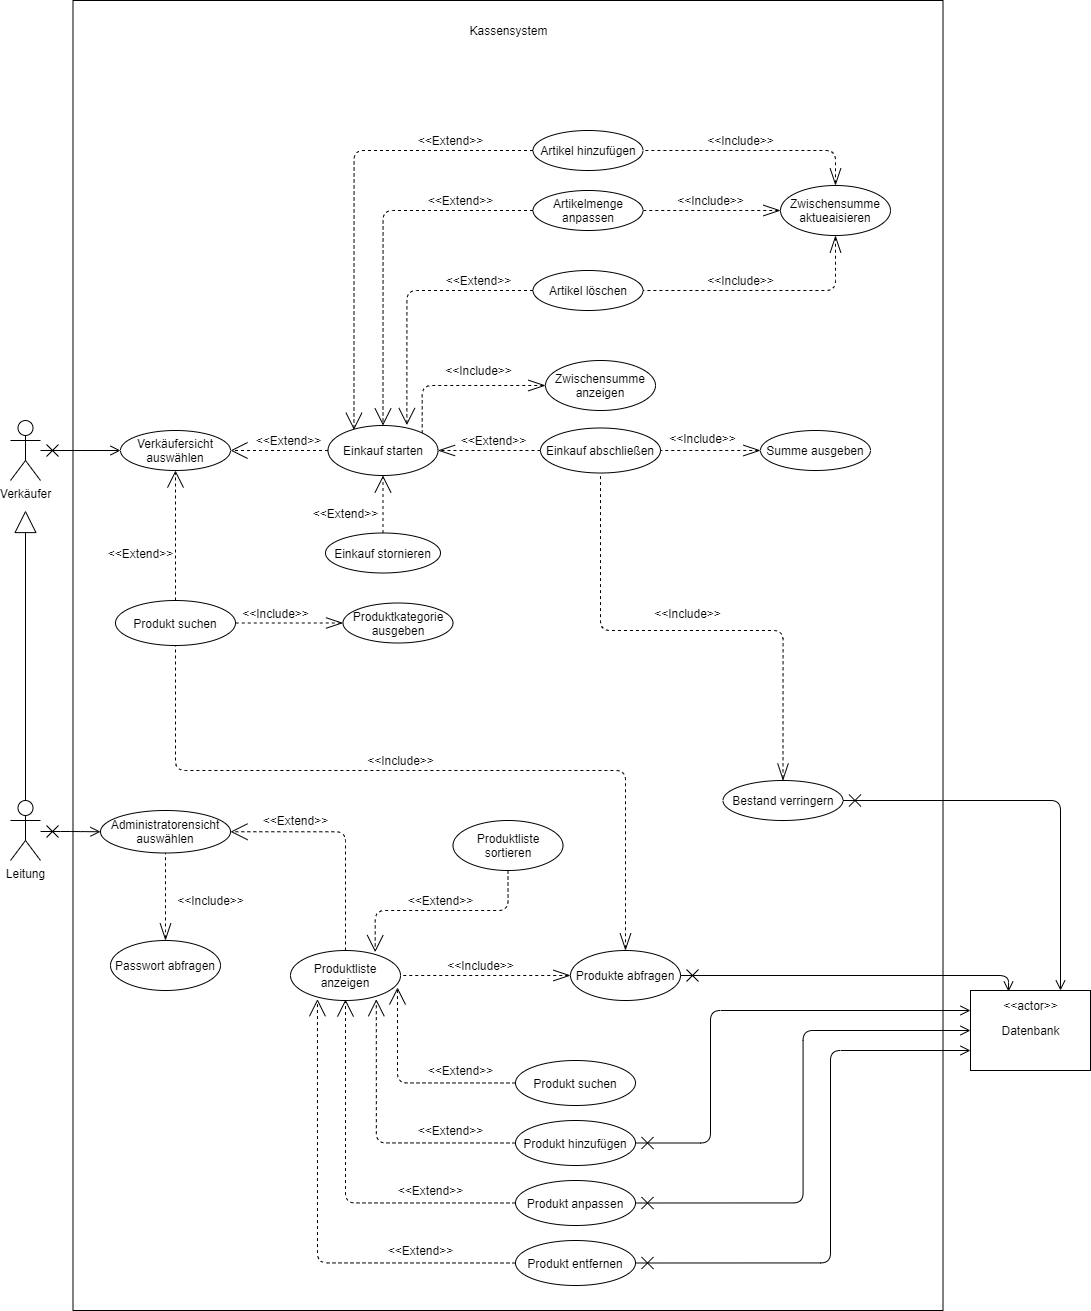 Kassensystem
<<Extend>>
Artikel hinzufügen
<<Include>>
<<Extend>>
Artikelmenge
anpassen
<<Include>>
Zwischensumme
aktueaisieren
<<Extend>>
Artikel löschen
<<Include>>
<<Include>>
Zwischensumme
anzeigen
Verkäufer
Verkäufersicht
auswählen
<<Extend>>
Einkauf starten
<<Extend>>
Einkauf abschließen
<<Include>>
Summe ausgeben
<<Extend>>
Einkauf stornieren
<<Extend>>
Produkt suchen
<<Include>>
Produktkategorie
ausgeben
<<Include>>
<<Include>>
Bestand verringern
Leitung
Administratorensicht
auswählen
<<Extend>>
Produktliste
sortieren
<<Include>>
<<Extend>>
Passwort abfragen
Produktliste
anzeigen
<<Include>>
Produkte abfragen
<<actor>>
Datenbank
<<Extend>>
Produkt suchen
<<Extend>>
Produkt hinzufügen
<<Extend>>
Produkt anpassen
<<Extend>>
Produkt entfernen